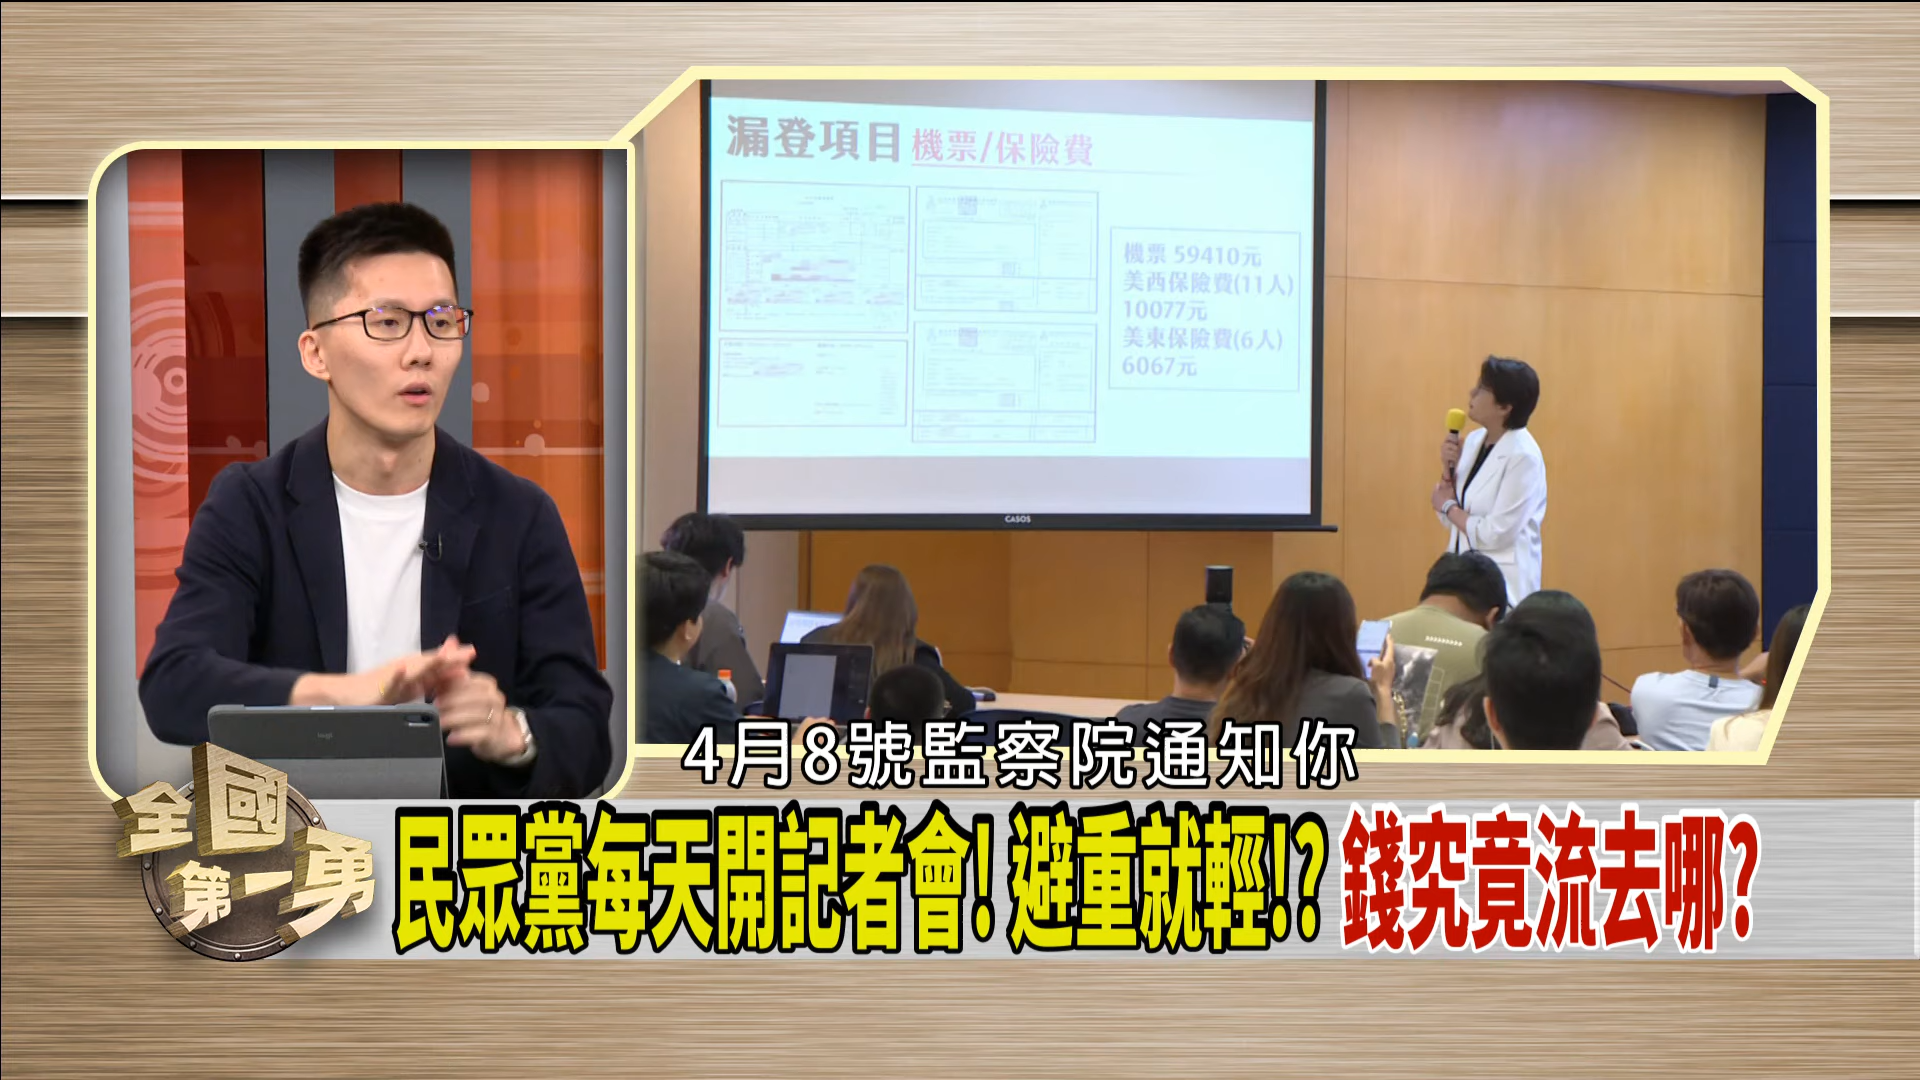 漏登項目 機票/保險費
機票 59410元
美西保險費(11人)
10077元
美東保險費(6人)
6067元
CASOS
4月8號監察院通知你
全國
第一勇
民眾黨每天開記者會! 避重就輕!? 錢究竟流去哪?